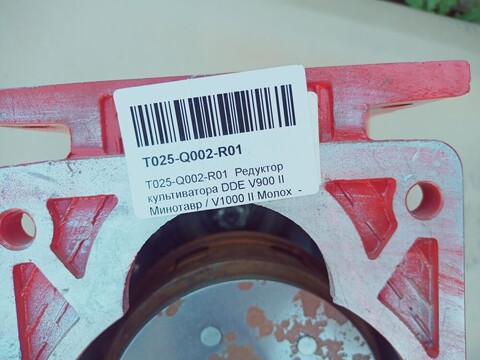 T025-Q002-R01
T025-Q002-R01 Редуктор
культиватора DDE V900 II
Минотавр / V1000 II Молох -